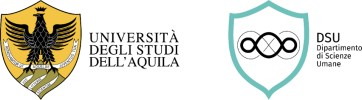 UNIVERSITÀ
DEGLI STUDI
DELL'AQUILA
DSU
Dipartimento
di Scienze
Umane